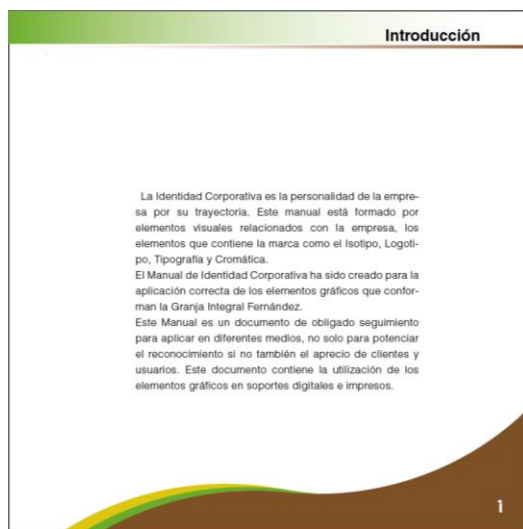 Introducción
La Identidad Corporativa es la personalidad de la empre-
sa por su trayectoria. Este manual está formado por
elementos visuales relacionados con la empresa, los
elementos que contiene la marca como el Isotipo, Logoti-
po, Tipografía y Cromática.
El Manual de Identidad Corporativa ha sido creado para la
aplicación correcta de los elementos gráficos que confor-
man la Granja Integral Fernández.
Este Manual es un documento de obligado seguimiento
para aplicar en diferentes medios, no solo para potenciar
el reconocimiento si no también el aprecio de clientes y
usuarios. Este documento contiene la utilización de los
elementos gráficos en soportes digitales e impresos.
1